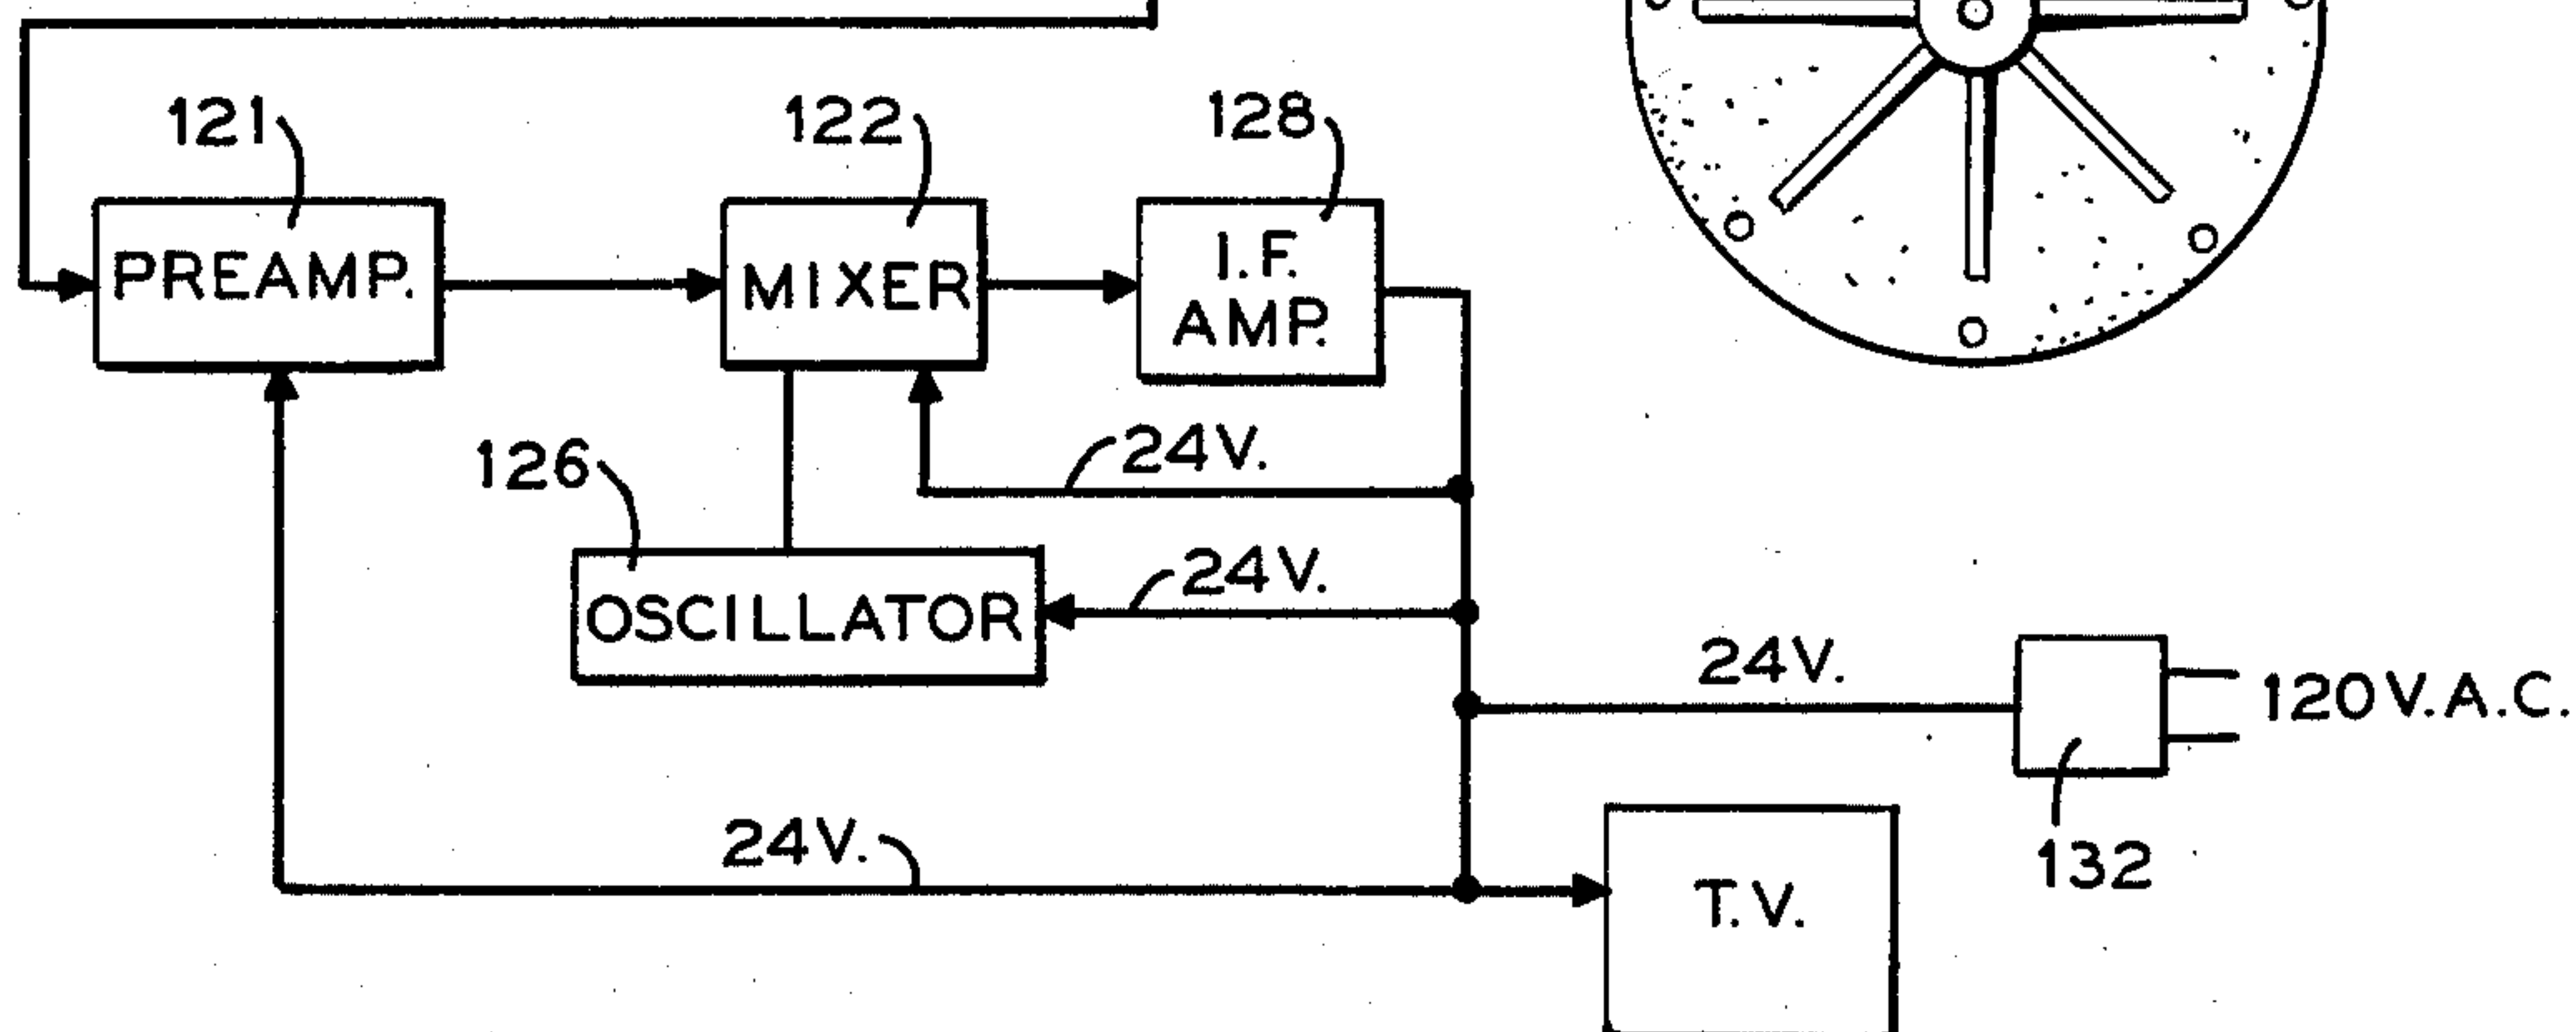 121
122
128
PREAMP.
MIXER
I.F.
AMP.
24V.
126
24V.
OSCILLATOR
24V.
120V.A.C.
24V.
132
T.V.